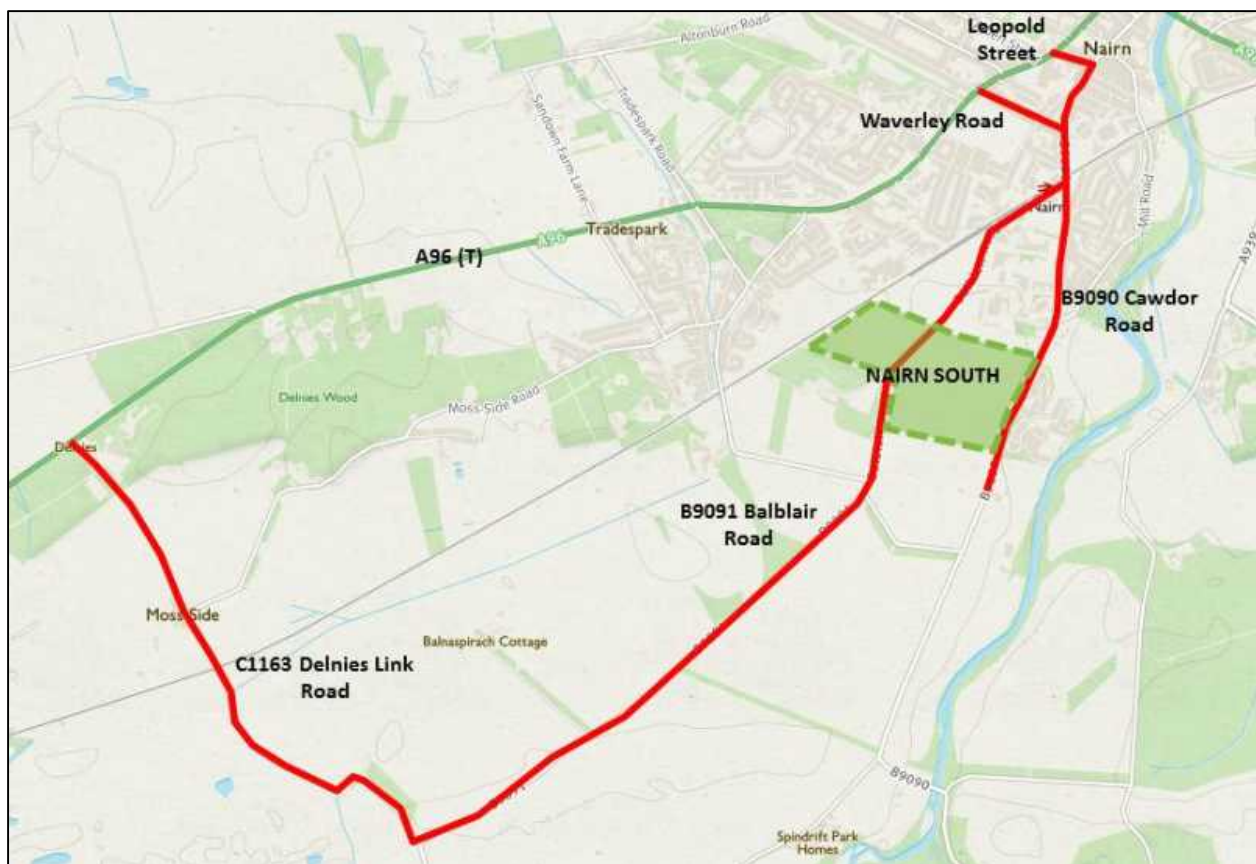 Leopold
Street
Nairn
Altonburn Road
Waverley Road
Sandown Farm Lane
Tradespark Road
Nairn
Mill Road
A939
Tradespark
A96
A96 (T)
B9090 Cawdor
Road
NAIRN SOUTH
Delnies Wood
Moss-Side Road
Delnies
B9091 Balblair
Road
Moss-Side
Balnaspirach Cottage
C1163 Delnies Link
Road
B9090
Spindrift Park
Homes